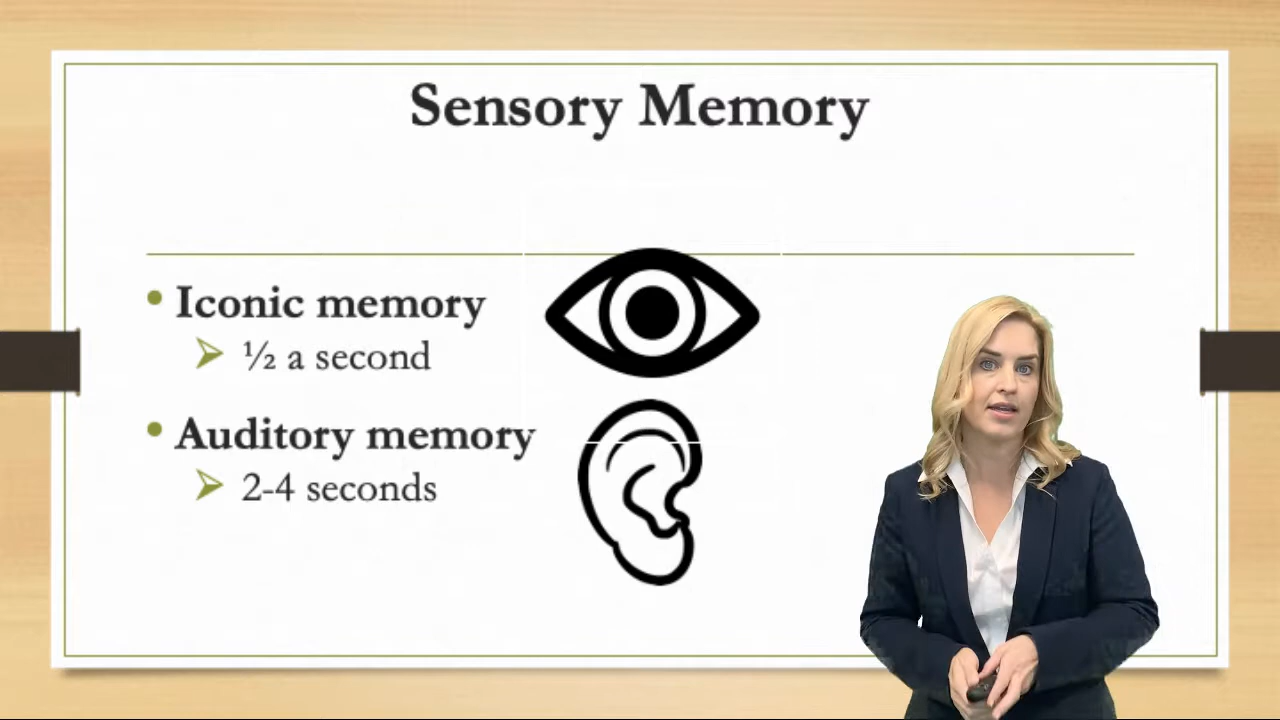 Sensory Memory
• Iconic memory
➢ ½ a second
• Auditory memory
➢ 2-4 seconds